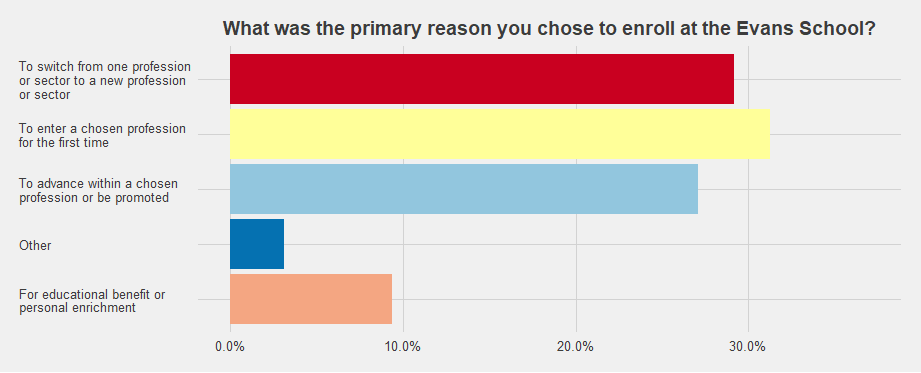 What was the primary reason you chose to enroll at the Evans School?
To switch from one profession
or sector to a new profession
or sector
To enter a chosen profession
for the first time
To advance within a chosen
profession or be promoted
Other
For educational benefit or
personal enrichment
0.0% 10.0% 20.0% 30.0%